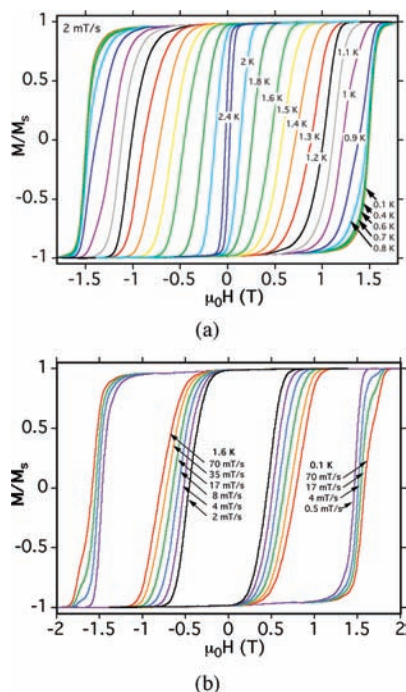 2 mT/s
M/Ms
1
0.5
0
-0.5
-1
2.4 K
2 K
1.8 K
1.6 K
1.5 K
1.4 K
1.3 K
1.2 K
1.1 K
1 K
0.9 K
0.1 K
0.4 K
0.6 K
0.7 K
0.8 K
-1.5 -1 -0.5 0 0.5 1 1.5
μ0H (T)
(a)
M/Ms
1
0.5
0
-0.5
-1
1.6 K
70 mT/s
35 mT/s
17 mT/s
8 mT/s
4 mT/s
2 mT/s
0.1 K
70 mT/s
17 mT/s
4 mT/s
0.5 mT/s
-2 -1.5 -1 -0.5 0 0.5 1 1.5 2
μ0H (T)
(b)